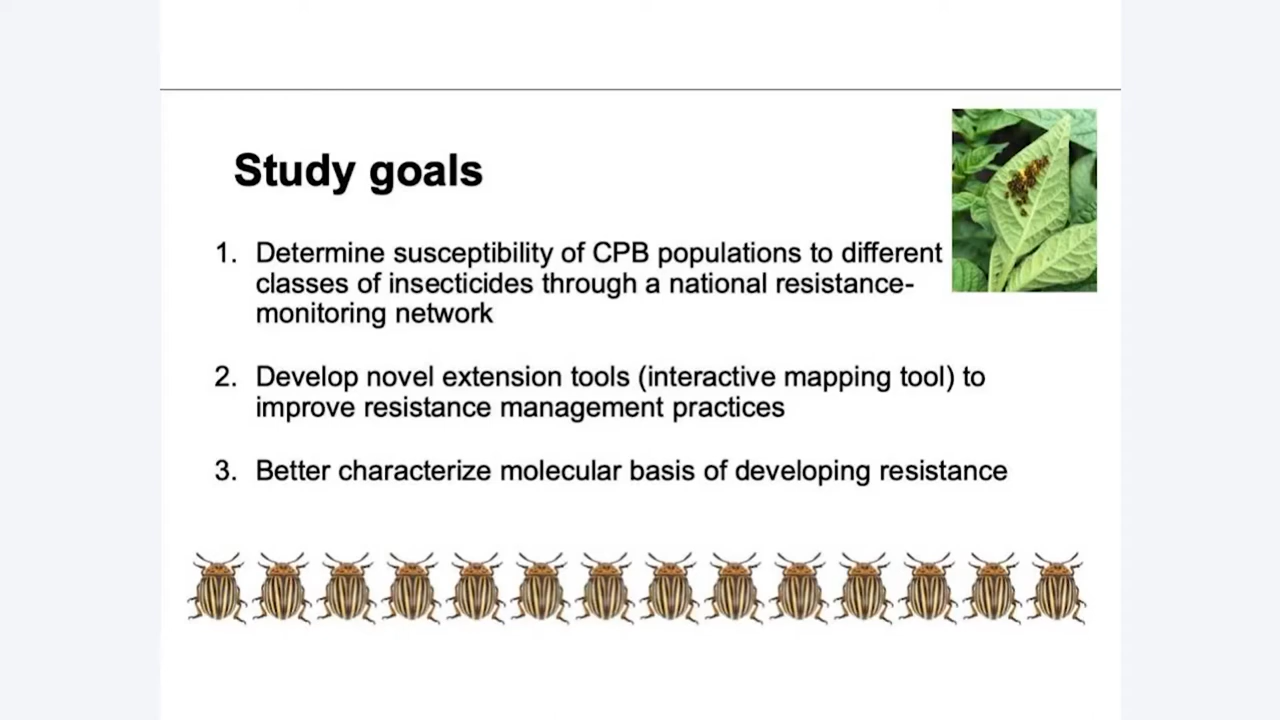 Study goals
1. Determine susceptibility of CPB populations to different
classes of insecticides through a national resistance-
monitoring network
2. Develop novel extension tools (interactive mapping tool) to
improve resistance management practices
3. Better characterize molecular basis of developing resistance